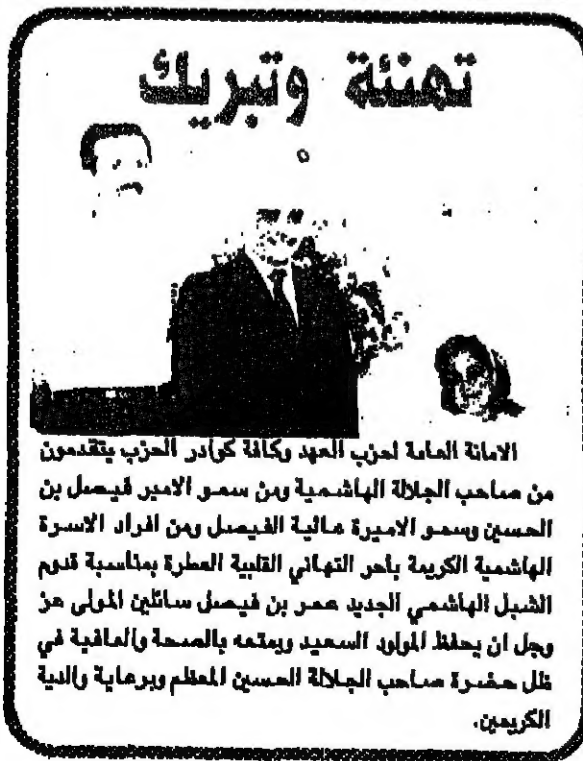 تهنئة وتبريك
الامانة العامة لحزب العهد وكافة كوادر الحزب يتقدمون
من صاحب الجلالة الهاشمية ومن سمو الامير فيصل بن
الحسين وسمو الاميرة عالية الفيصل ومن افراد الاسرة
الهاشمية الكريمة بأحر التهاني القلبية العطرة بمناسبة قدوم
الشبل الهاشمي الجديد عمر بن فيصل سائلين المولى عز
وجل ان يحفظ المولود السعيد ويمتعه بالصحة والعافية في
ظل حضرة صاحب الجلالة الحسين المعظم وبرعاية والدية
الكريمين.